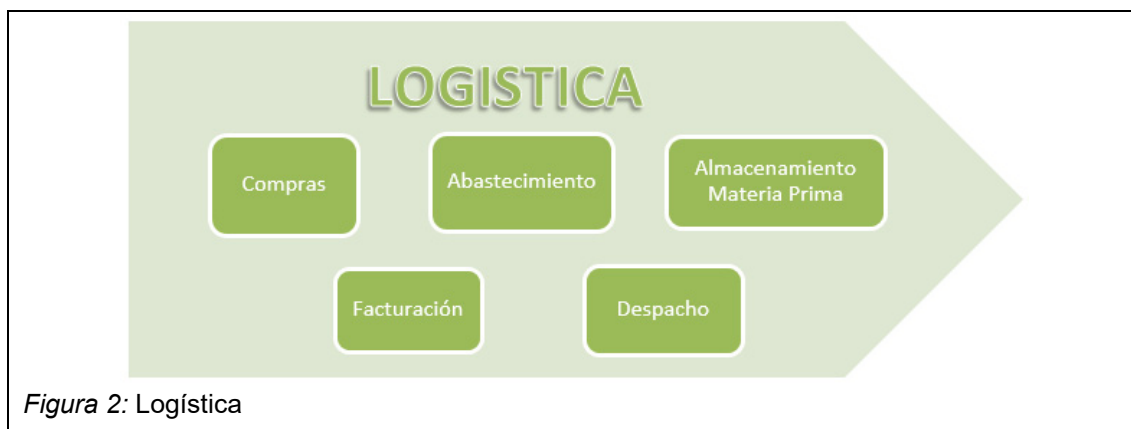 LOGISTICA
Compras
Abastecimiento
Almacenamiento
Materia Prima
Facturación
Despacho
Figura 2: Logística